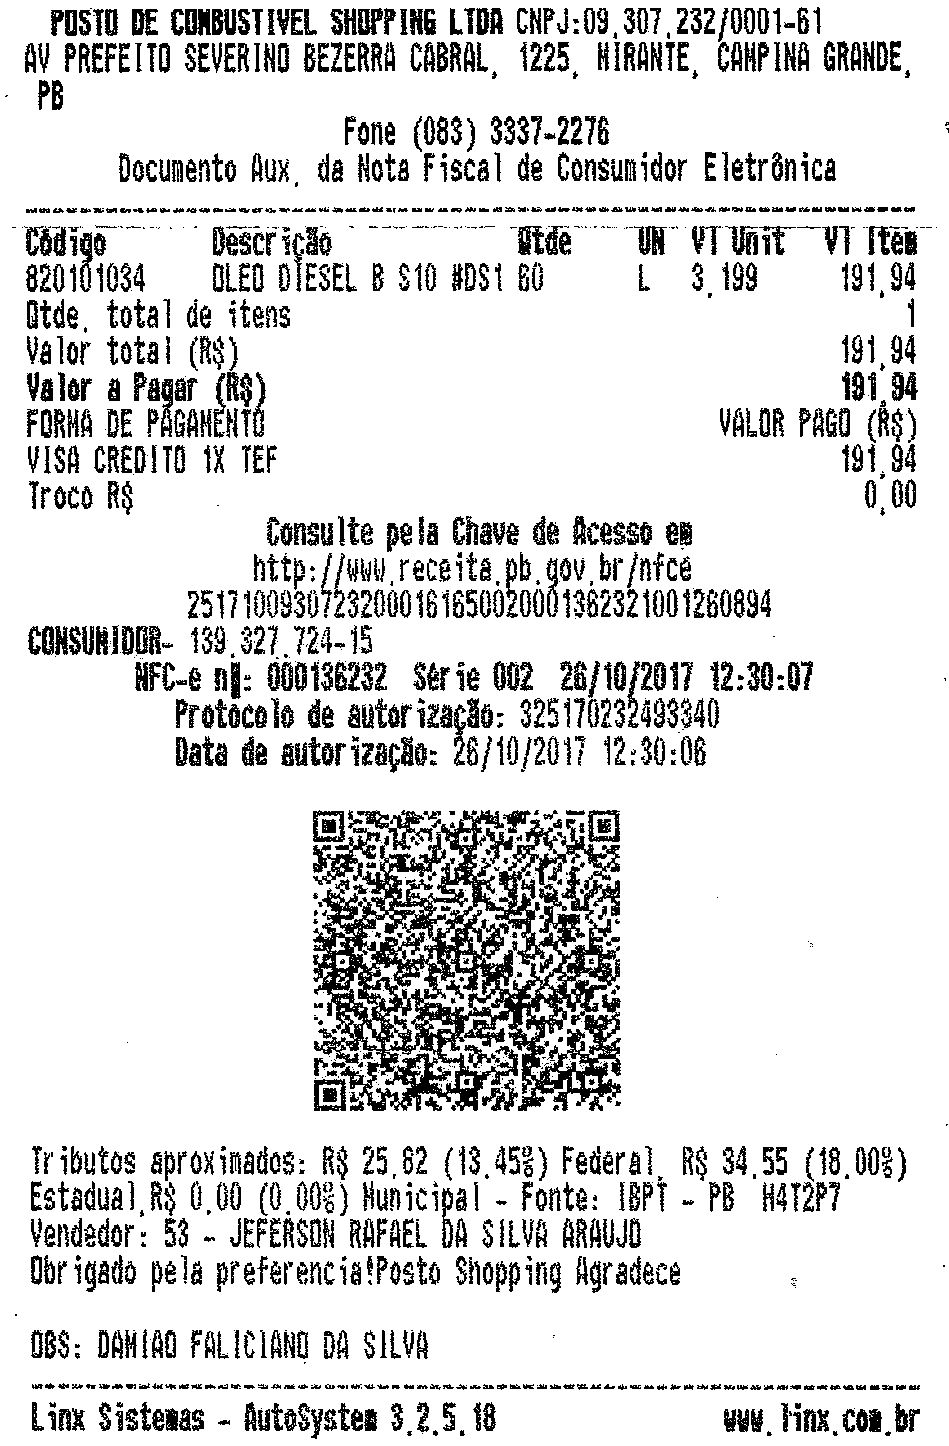 POSTO DE COMBUSTIVEL SHOPPING LTDA CNPJ:09.307.232/0001-61
AV PREFEITO SEVERINO BEZERRA CABRAL, 1225, MIRANTE, CAMPINA GRANDE,
PB
Fone (083) 3337-2276
Documento Aux. da Nota Fiscal de Consumidor Eletrônica
Código Descrição Qtde UN Vl Unit Vl Item
820101034 OLEO DIESEL B S10 #DS1 60 L 3,199 191,94
Qtde. total de itens 1
Valor total (R$) 191,94
Valor a Pagar (R$) 191,94
FORMA DE PAGAMENTO VALOR PAGO (R$)
VISA CREDITO 1X TEF 191,94
Troco R$ 0,00
Consulte pela Chave de Acesso em
http://www.receita.pb.gov.br/nfce
25171009307232000161650020001362321001260894
CONSUMIDOR- 139.327.724-15
NFC-e nº: 000136232 Série 002 26/10/2017 12:30:07
Protocolo de autorização: 325170232493340
Data de autorização: 26/10/2017 12:30:06
Tributos aproximados: R$ 25,82 (13,45%) Federal, R$ 34,55 (18,00%)
Estadual,R$ 0,00 (0,00%) Municipal - Fonte: IBPT - PB H4T2P7
Vendedor: 53 - JEFERSON RAFAEL DA SILVA ARAUJO
Obrigado pela preferencia!Posto Shopping Agradece
OBS: DAMIAO FALICIANO DA SILVA
Linx Sistemas - AutoSystem 3.2.5.18 www.linx.com.br